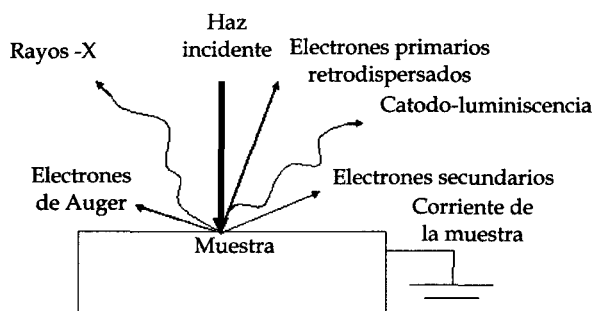 Haz
incidente
Rayos -X
Electrones primarios
retrodispersados
Catodo-luminiscencia
Electrones
de Auger
Electrones secundarios
Corriente de
la muestra
Muestra